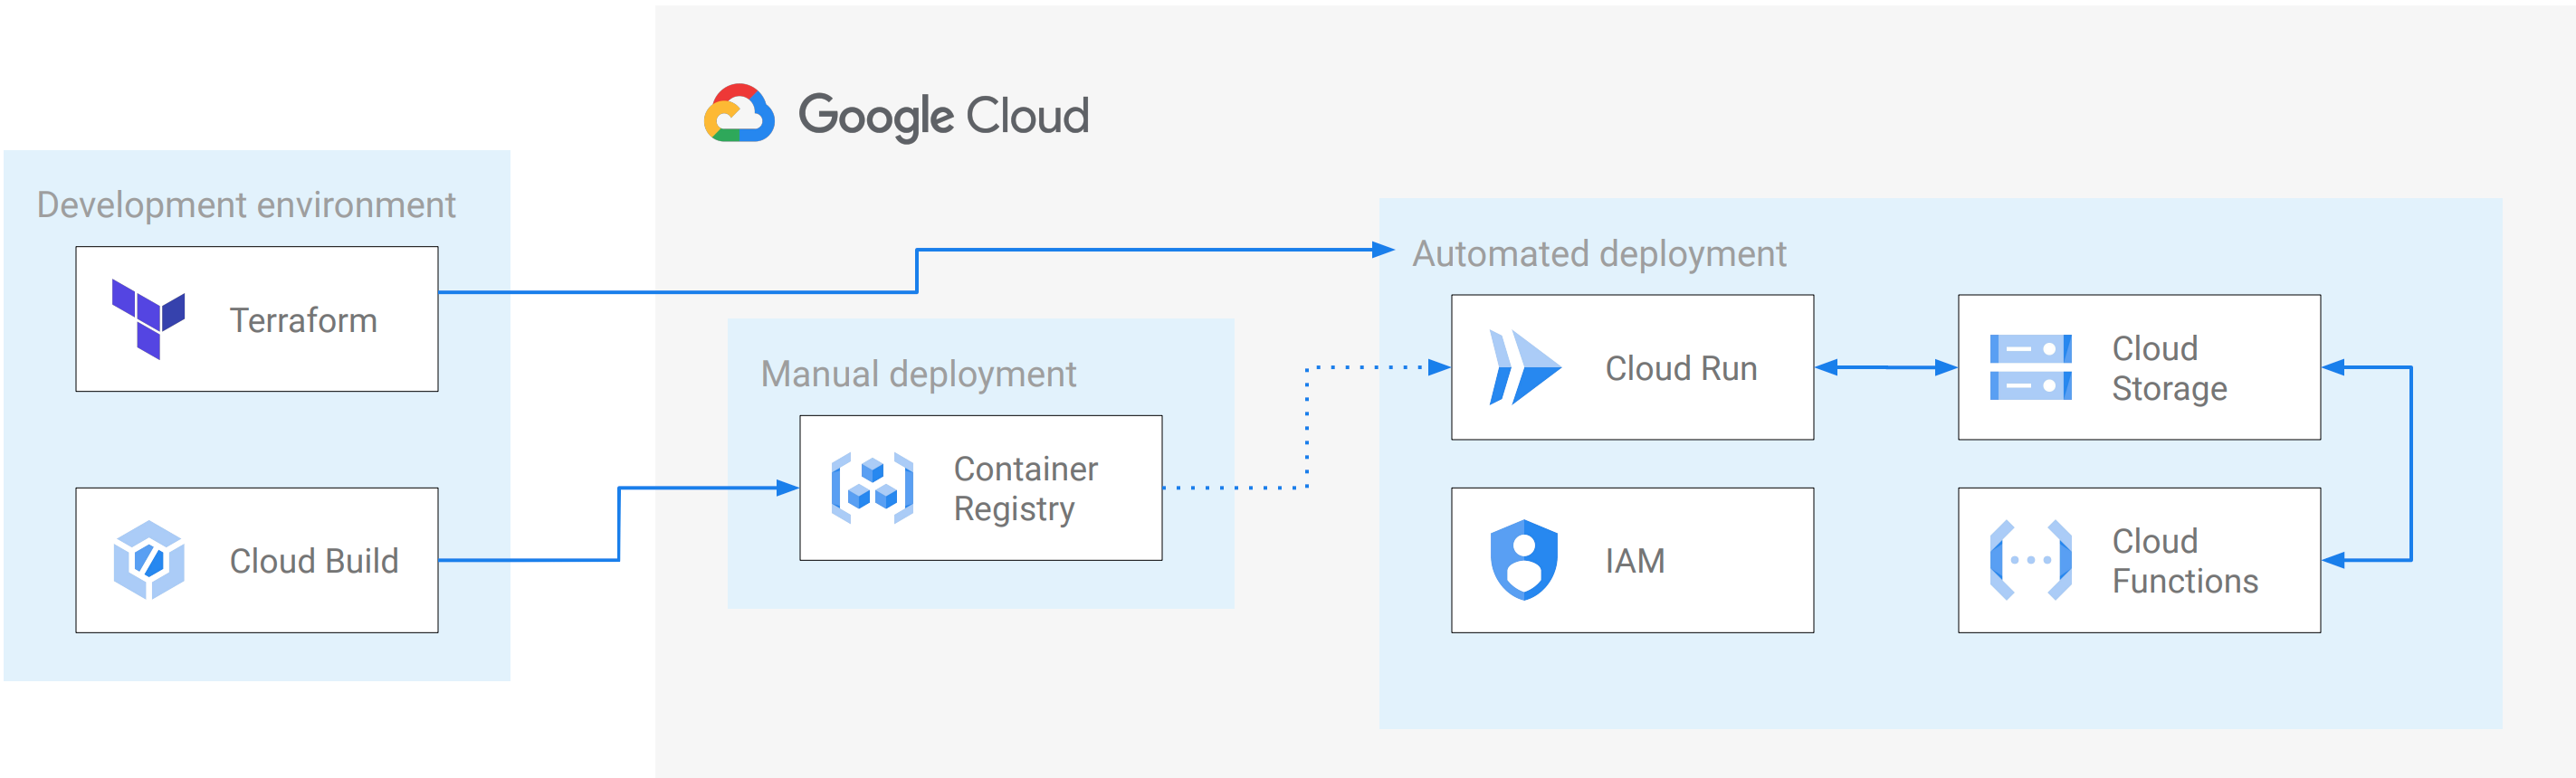 Google Cloud
Development environment
Terraform
Cloud Build
Manual deployment
Container
Registry
Automated deployment
Cloud Run
Cloud
Storage
IAM
Cloud
Functions